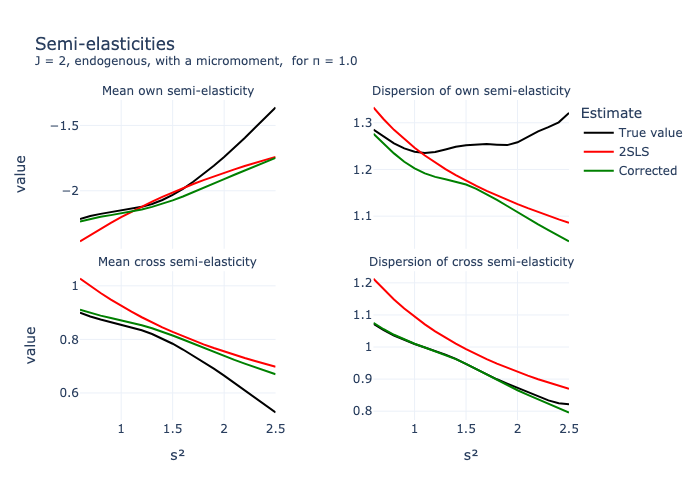 Semi-elasticities
J = 2, endogenous, with a micromoment,  for π = 1.0
Mean own semi-elasticity
Dispersion of own semi-elasticity
value
−1.5
−2
1.3
1.2
1.1
Estimate
True value
2SLS
Corrected
Mean cross semi-elasticity
Dispersion of cross semi-elasticity
value
1
0.8
0.6
1.2
1.1
1
0.9
0.8
1
1.5
2
2.5
1
1.5
2
2.5
s²
s²